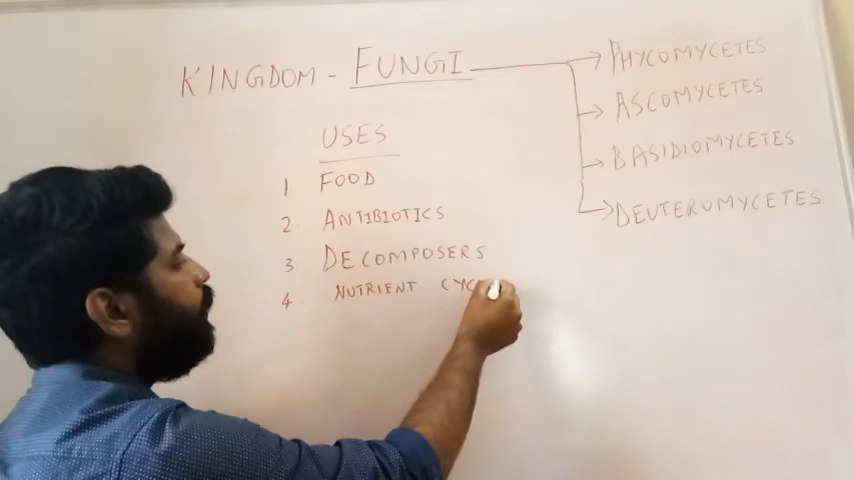 KINGDOM - FUNGI
PHYCOMYCETES
ASCOMYCETES
BASIDIOMYCETES
DEUTEROMYCETES
USES
1 FOOD
2. ANTIBIOTICS
3 DECOMPOSERS
4. NUTRIENT